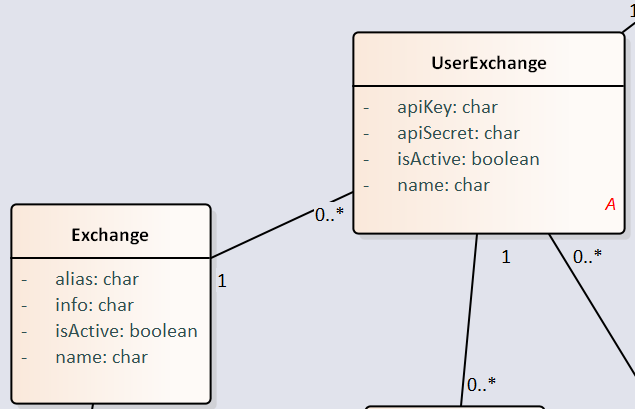 1
UserExchange
- apiKey: char
- apiSecret: char
- isActive: boolean
- name: char
A
0..*
Exchange
1
- alias: char
- info: char
- isActive: boolean
- name: char
1
0..*
0..*